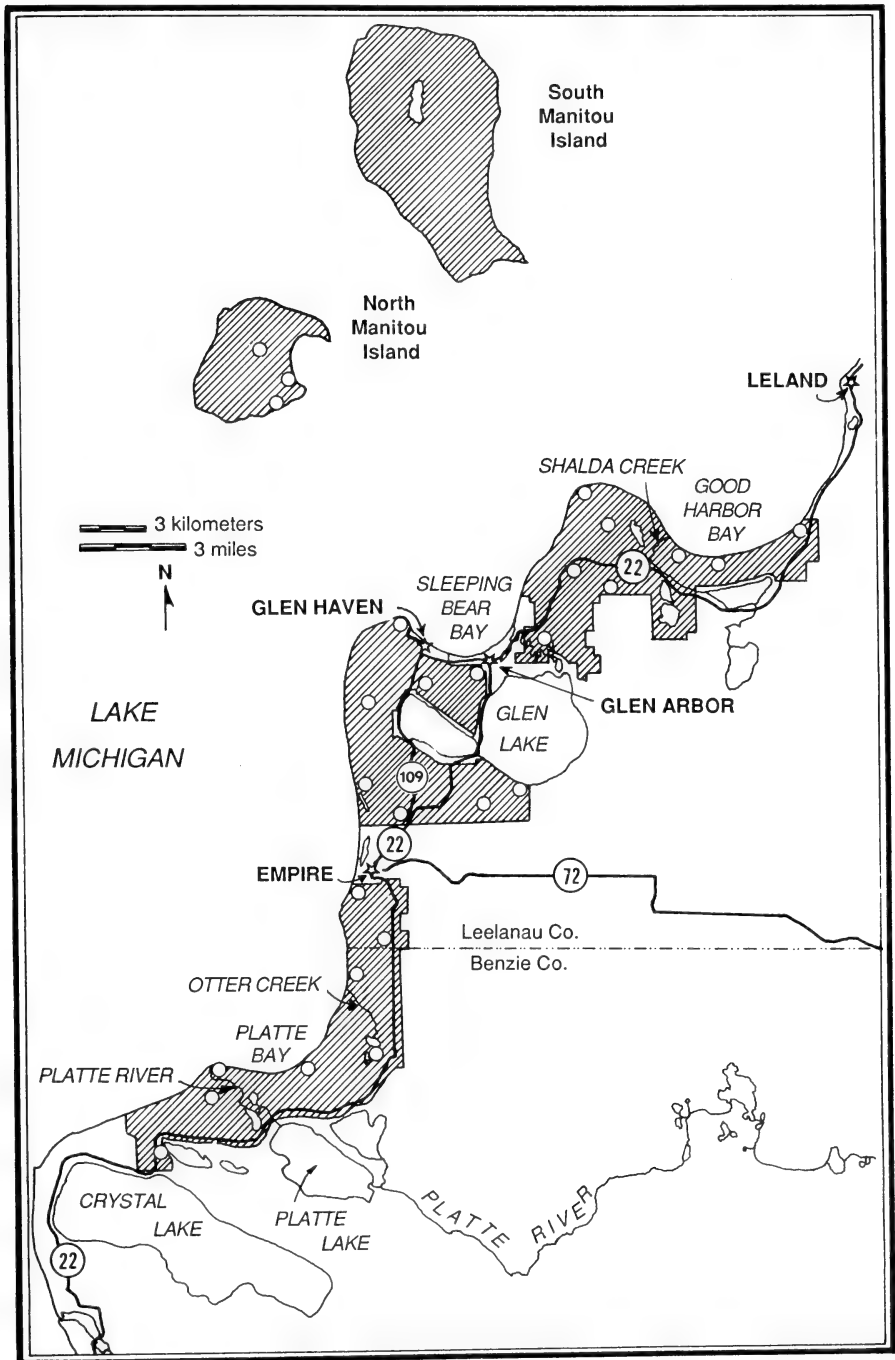 South
Manitou
Island
North
Manitou
Island
LELAND
SHALDA CREEK
GOOD
HARBOR
BAY
3 kilometers
3 miles
N
22
SLEEPING
BEAR
BAY
GLEN HAVEN
GLEN ARBOR
GLEN
LAKE
LAKE
MICHIGAN
109
22
EMPIRE
72
Leelanau Co.
Benzie Co.
OTTER CREEK
PLATTE
BAY
PLATTE RIVER
CRYSTAL
LAKE
PLATTE
LAKE
PLATTE RIVER
22